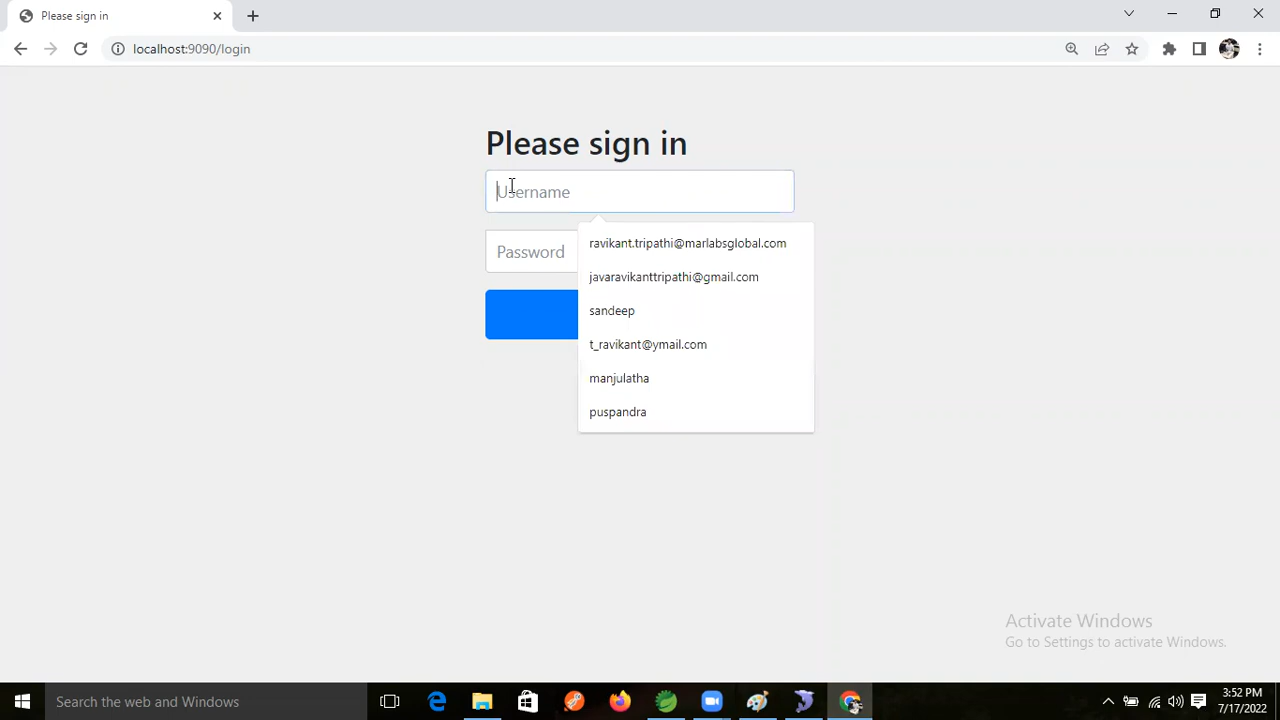 Please sign in
localhost:9090/login
Please sign in
Username
Password
ravikant.tripathi@marlabsglobal.com
javaravikanttripathi@gmail.com
sandeep
t_ravikant@ymail.com
manjulatha
puspandra
Activate Windows
Go to Settings to activate Windows.
Search the web and Windows
3:52 PM
7/17/2022